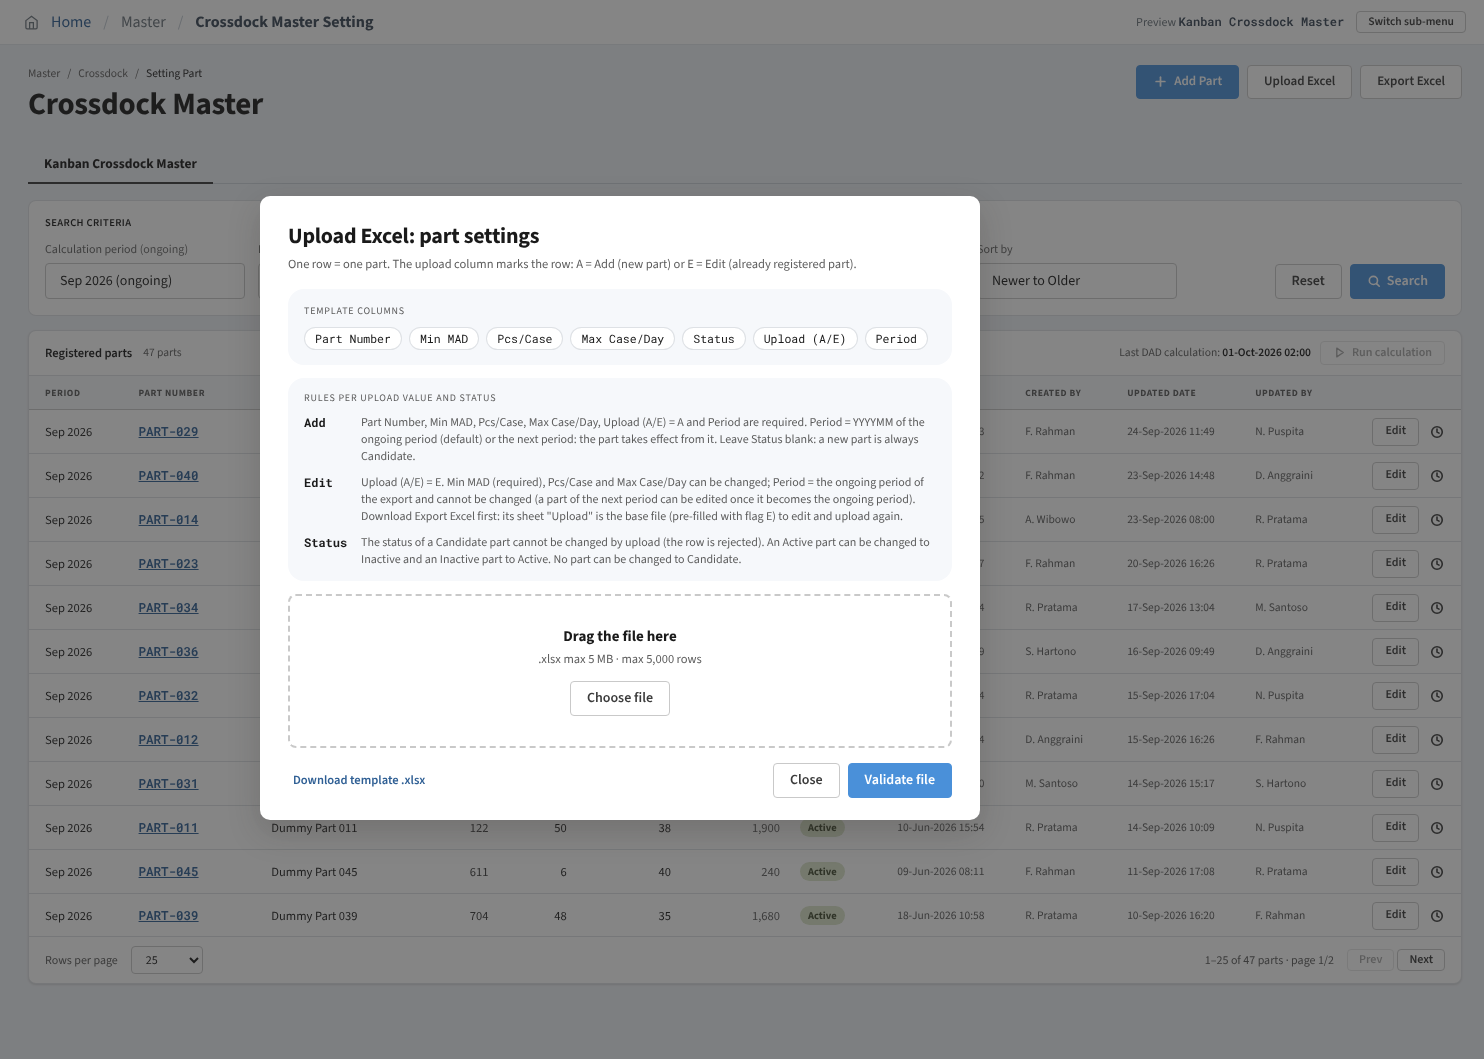 Home / Master / Crossdock Master Setting
Preview Kanban Crossdock Master Switch sub-menu
Master / Crossdock / Setting Part
Crossdock Master
Add Part Upload Excel Export Excel
Kanban Crossdock Master
SEARCH CRITERIA
Calculation period (ongoing)
Sort by
Sep 2026 (ongoing)
Newer to Older
Reset
Search
Registered parts 47 parts
Last DAD calculation: 01-Oct-2026 02:00
Run calculation
PERIOD PART NUMBER CREATED BY UPDATED DATE UPDATED BY
Sep 2026 PART-029 3 F. Rahman 24-Sep-2026 11:49 N. Puspita Edit
Sep 2026 PART-040 2 F. Rahman 23-Sep-2026 14:48 D. Anggraini Edit
Sep 2026 PART-014 5 A. Wibowo 23-Sep-2026 08:00 R. Pratama Edit
Sep 2026 PART-023 7 F. Rahman 20-Sep-2026 16:26 R. Pratama Edit
Sep 2026 PART-034 4 R. Pratama 17-Sep-2026 13:04 M. Santoso Edit
Sep 2026 PART-036 9 S. Hartono 16-Sep-2026 09:49 D. Anggraini Edit
Sep 2026 PART-032 4 R. Pratama 15-Sep-2026 17:04 N. Puspita Edit
Sep 2026 PART-012 4 D. Anggraini 15-Sep-2026 16:26 F. Rahman Edit
Sep 2026 PART-031 0 M. Santoso 14-Sep-2026 15:17 S. Hartono Edit
Sep 2026 PART-011 Dummy Part 011 122 50 38 1,900 Active 10-Jun-2026 15:54 R. Pratama 14-Sep-2026 10:09 N. Puspita Edit
Sep 2026 PART-045 Dummy Part 045 611 6 40 240 Active 09-Jun-2026 08:11 F. Rahman 11-Sep-2026 17:08 R. Pratama Edit
Sep 2026 PART-039 Dummy Part 039 704 48 35 1,680 Active 18-Jun-2026 10:58 R. Pratama 10-Sep-2026 16:20 F. Rahman Edit
Rows per page 25
1–25 of 47 parts · page 1/2 Prev Next
Upload Excel: part settings
One row = one part. The upload column marks the row: A = Add (new part) or E = Edit (already registered part).
TEMPLATE COLUMNS
Part Number Min MAD Pcs/Case Max Case/Day Status Upload (A/E) Period
RULES PER UPLOAD VALUE AND STATUS
Add Part Number, Min MAD, Pcs/Case, Max Case/Day, Upload (A/E) = A and Period are required. Period = YYYYMM of the
ongoing period (default) or the next period: the part takes effect from it. Leave Status blank: a new part is always
Candidate.
Edit Upload (A/E) = E. Min MAD (required), Pcs/Case and Max Case/Day can be changed; Period = the ongoing period of
the export and cannot be changed (a part of the next period can be edited once it becomes the ongoing period).
Download Export Excel first: its sheet "Upload" is the base file (pre-filled with flag E) to edit and upload again.
Status The status of a Candidate part cannot be changed by upload (the row is rejected). An Active part can be changed to
Inactive and an Inactive part to Active. No part can be changed to Candidate.
Drag the file here
.xlsx max 5 MB · max 5,000 rows
Choose file
Download template .xlsx
Close
Validate file